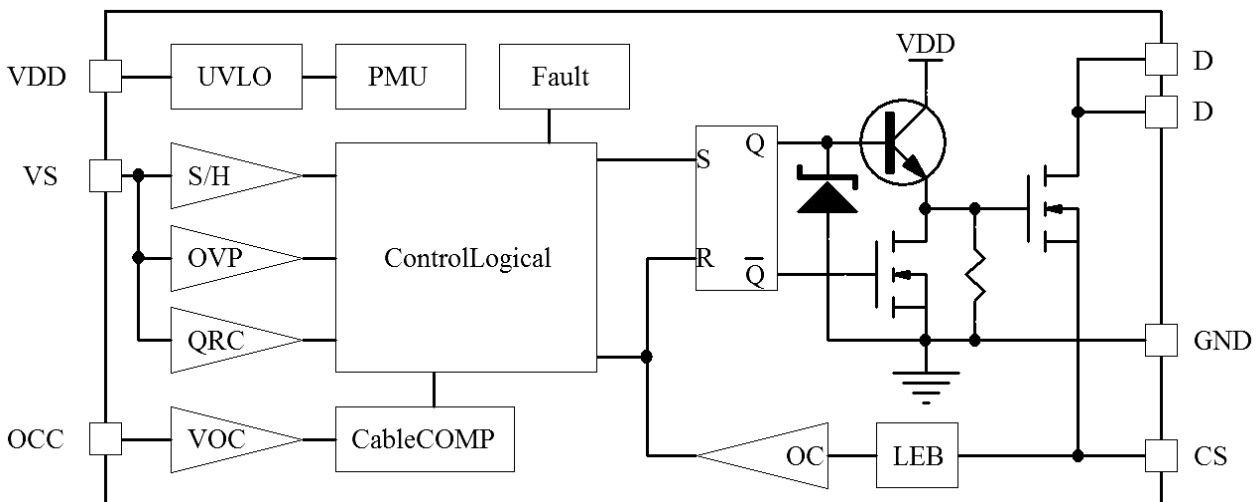 VDD
D
VDD
UVLO
PMU
Fault
D
Q
S
VS
S/H
OVP
ControlLogical
R
Q̅
QRC
GND
OCC
VOC
CableCOMP
OC
LEB
CS